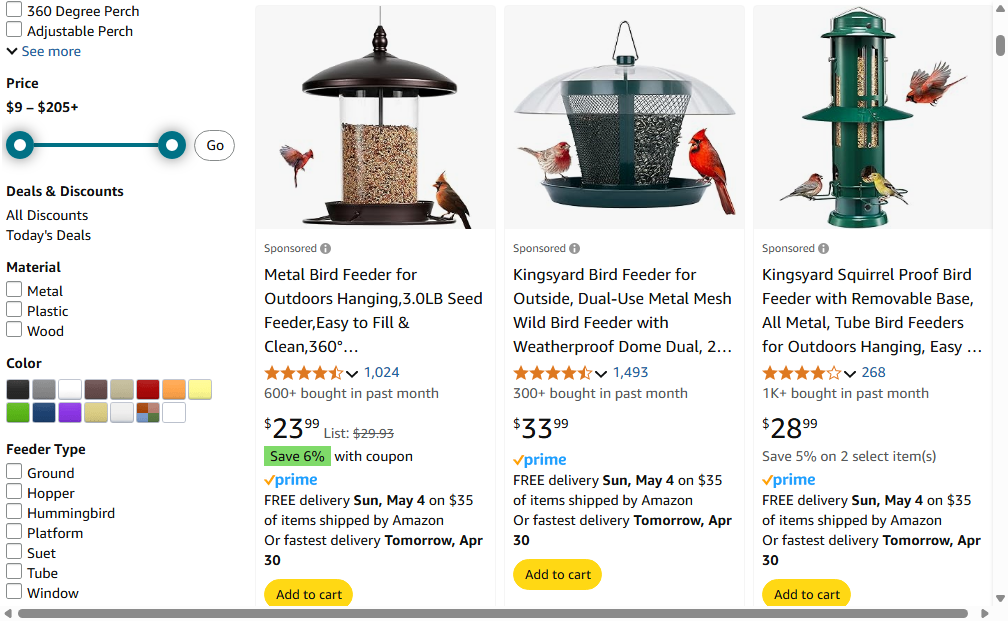 360 Degree Perch
Adjustable Perch
See more
Price
$9 – $205+
Go
Deals & Discounts
All Discounts
Today's Deals
Material
Metal
Plastic
Wood
Color
Feeder Type
Ground
Hopper
Hummingbird
Platform
Suet
Tube
Window
Sponsored
Metal Bird Feeder for
Outdoors Hanging,3.0LB Seed
Feeder,Easy to Fill &
Clean,360°…
1,024
600+ bought in past month
$23.99 List: $29.93
Save 6% with coupon
prime
FREE delivery Sun, May 4 on $35
of items shipped by Amazon
Or fastest delivery Tomorrow, Apr
30
Add to cart
Sponsored
Kingsyard Bird Feeder for
Outside, Dual-Use Metal Mesh
Wild Bird Feeder with
Weatherproof Dome Dual, 2…
1,493
300+ bought in past month
$33.99
prime
FREE delivery Sun, May 4 on $35
of items shipped by Amazon
Or fastest delivery Tomorrow, Apr
30
Add to cart
Sponsored
Kingsyard Squirrel Proof Bird
Feeder with Removable Base,
All Metal, Tube Bird Feeders
for Outdoors Hanging, Easy …
268
1K+ bought in past month
$28.99
Save 5% on 2 select item(s)
prime
FREE delivery Sun, May 4 on $35
of items shipped by Amazon
Or fastest delivery Tomorrow, Apr
30
Add to cart